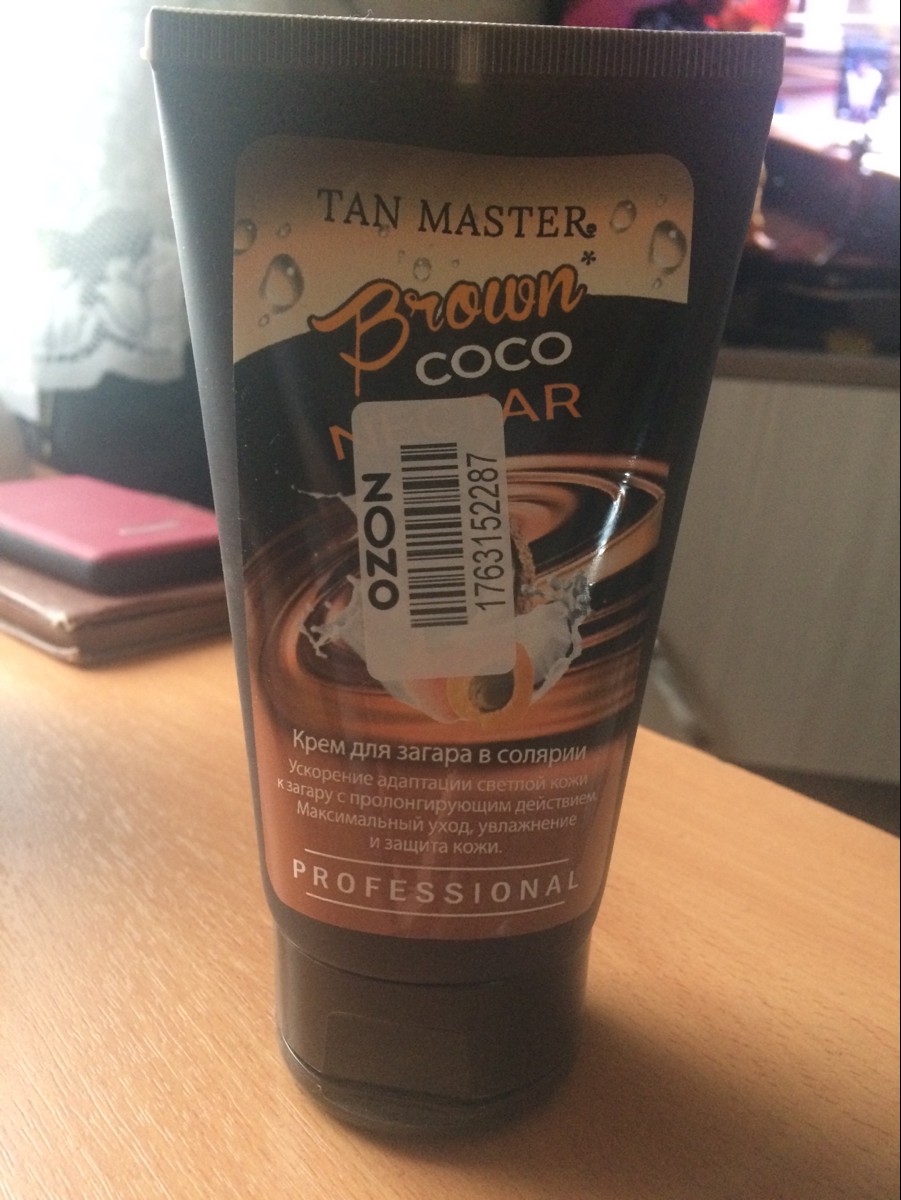 TAN MASTER
Brown*
COCO
OZON
1763152287
Крем для загара в солярии
Ускорение адаптации светлой кожи
к загару с пролонгирующим действием.
Максимальный уход, увлажнение
и защита кожи.
PROFESSIONAL